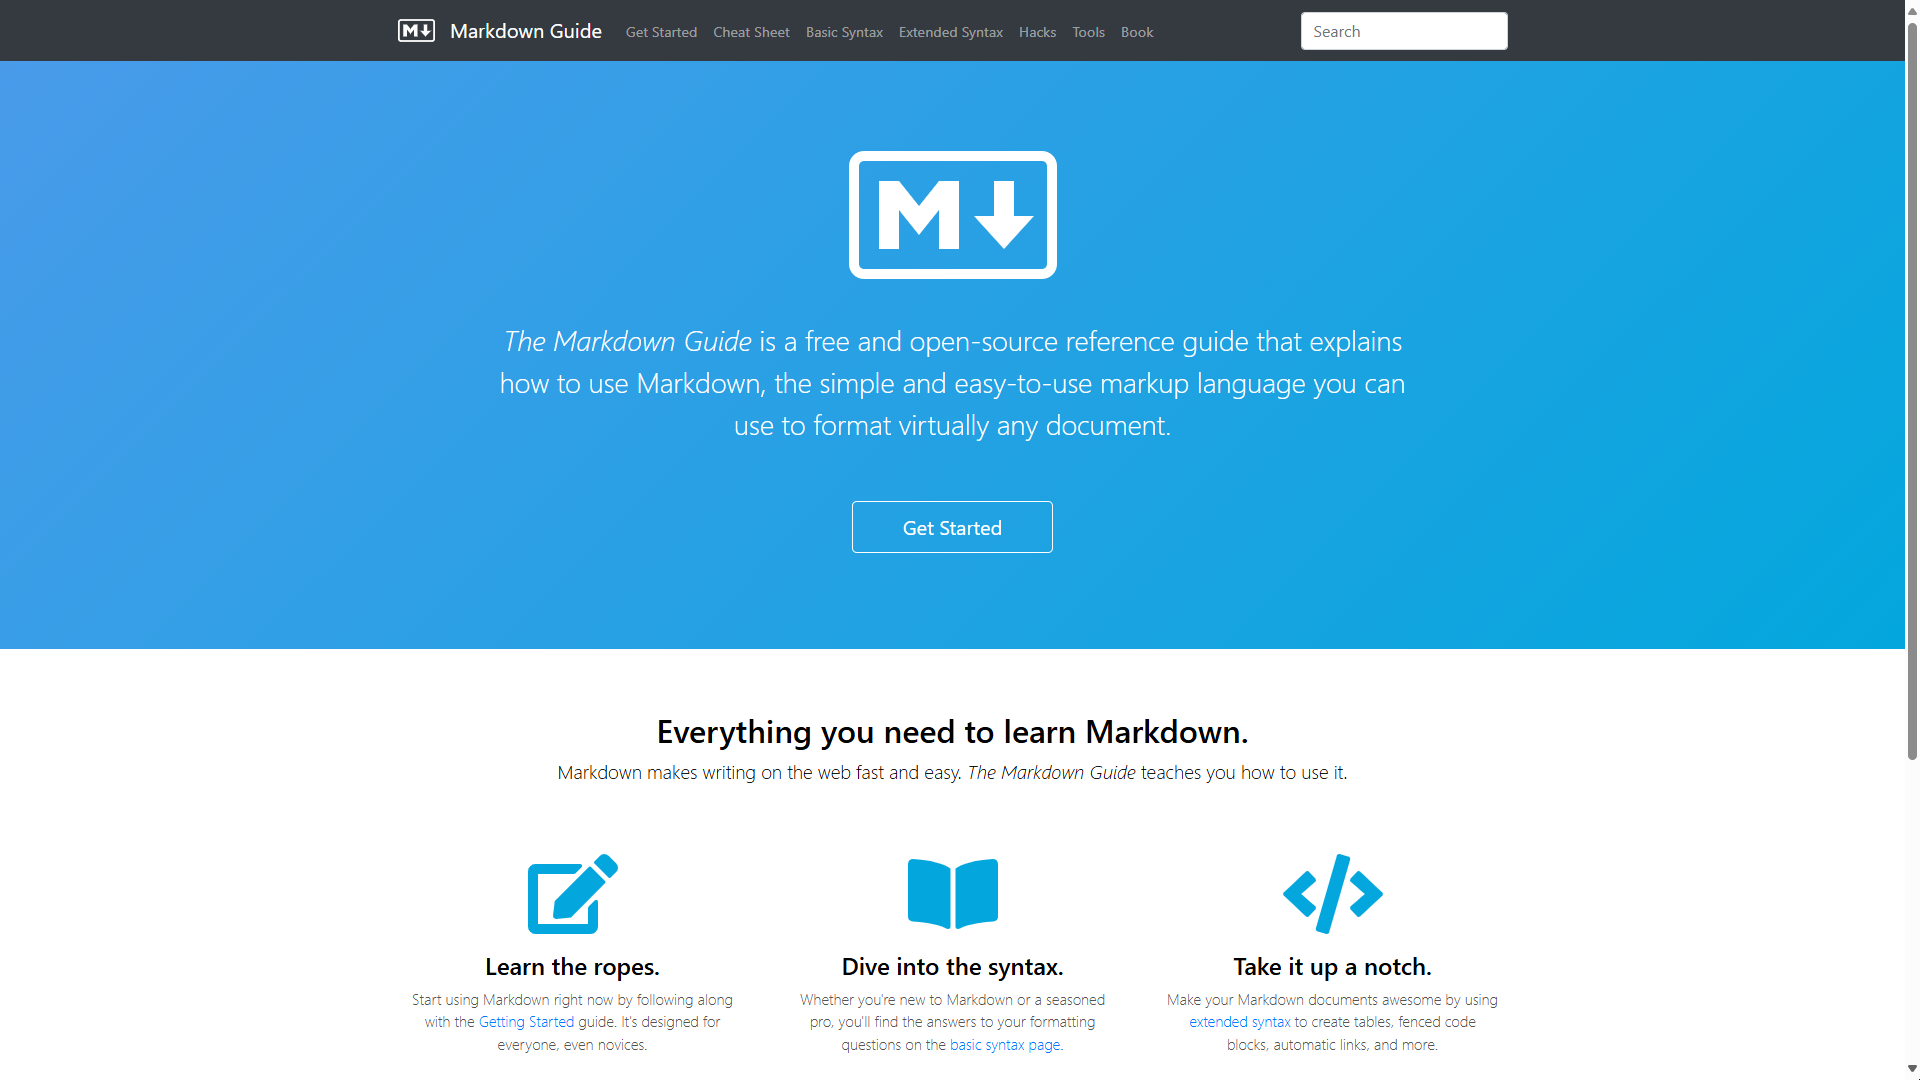 Markdown Guide Get Started Cheat Sheet Basic Syntax Extended Syntax Hacks Tools Book Search
The Markdown Guide is a free and open-source reference guide that explains
how to use Markdown, the simple and easy-to-use markup language you can
use to format virtually any document.
Get Started
Everything you need to learn Markdown.
Markdown makes writing on the web fast and easy. The Markdown Guide teaches you how to use it.
Learn the ropes.
Start using Markdown right now by following along
with the Getting Started guide. It's designed for
everyone, even novices.
Dive into the syntax.
Whether you're new to Markdown or a seasoned
pro, you'll find the answers to your formatting
questions on the basic syntax page.
Take it up a notch.
Make your Markdown documents awesome by using
extended syntax to create tables, fenced code
blocks, automatic links, and more.